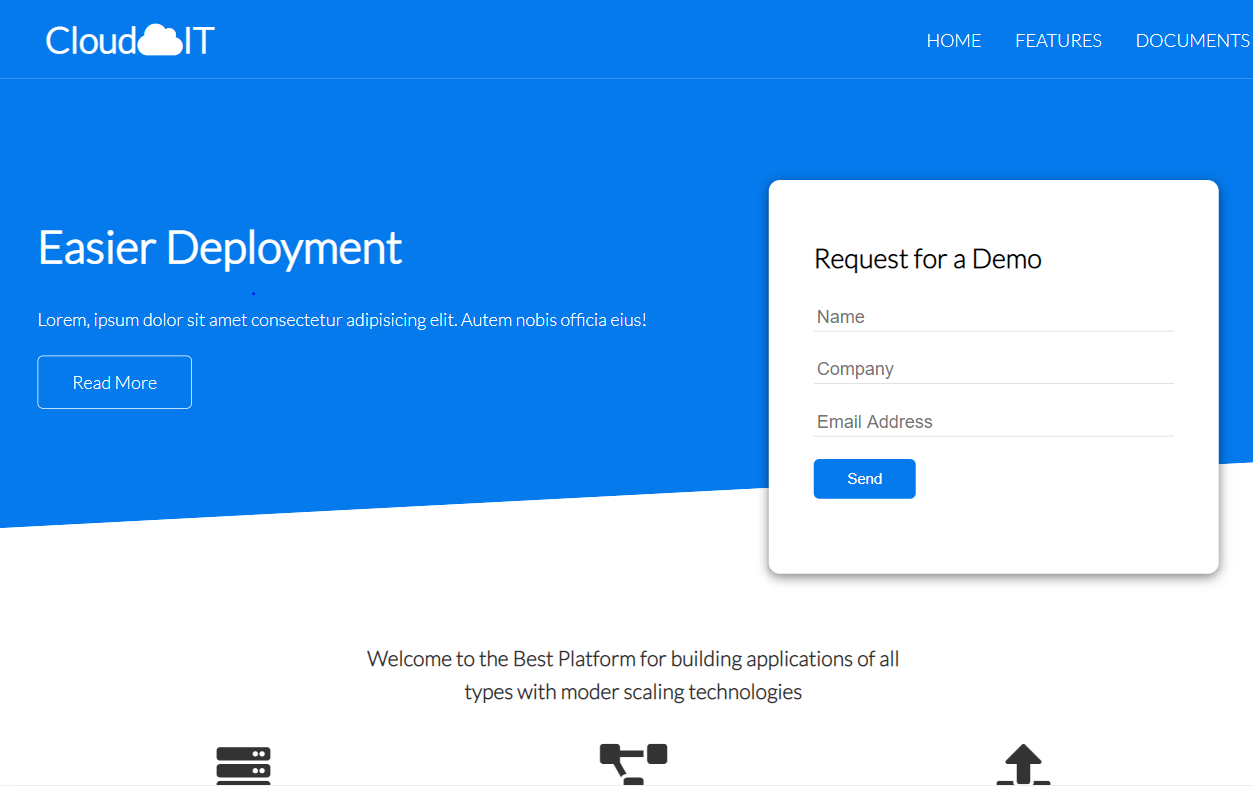 Cloud IT
HOME FEATURES DOCUMENTS
Easier Deployment
Lorem, ipsum dolor sit amet consectetur adipisicing elit. Autem nobis officia eius!
Read More
Request for a Demo
Name
Company
Email Address
Send
Welcome to the Best Platform for building applications of all
types with moder scaling technologies